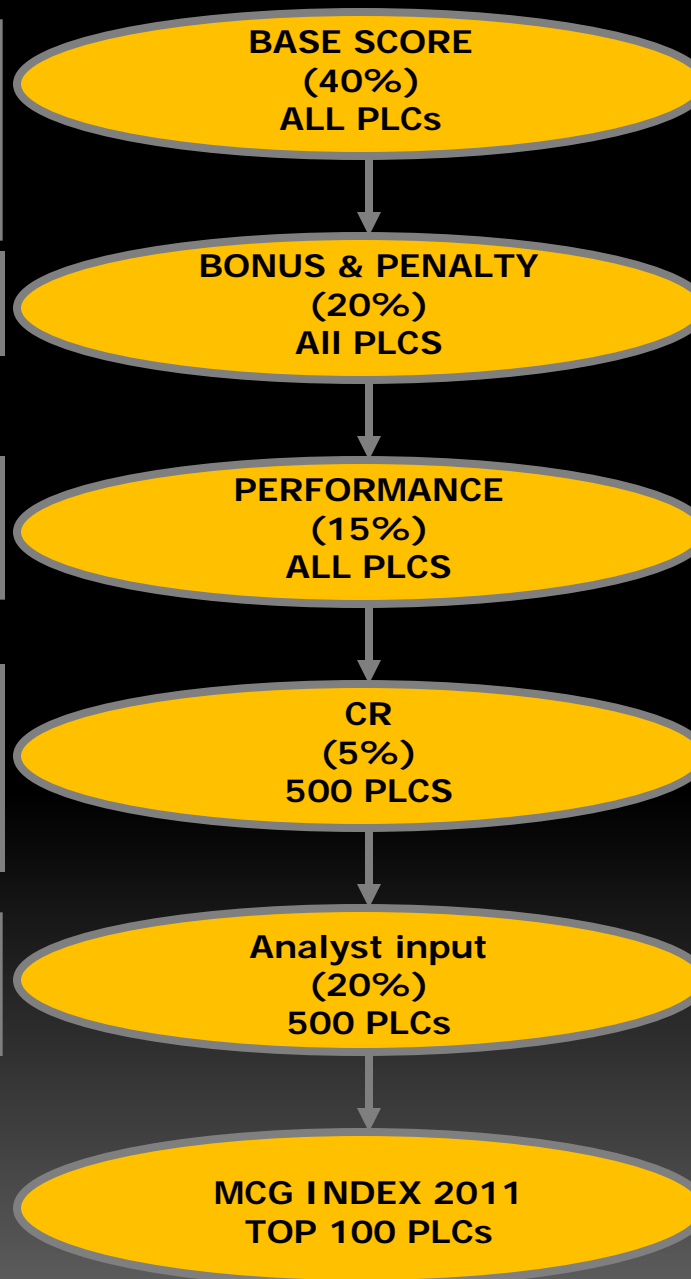 BASE SCORE
(40%)
ALL PLCs
BONUS & PENALTY
(20%)
All PLCS
PERFORMANCE
(15%)
ALL PLCS
CR
(5%)
500 PLCS
Analyst input
(20%)
500 PLCs
MCG INDEX 2011
TOP 100 PLCs